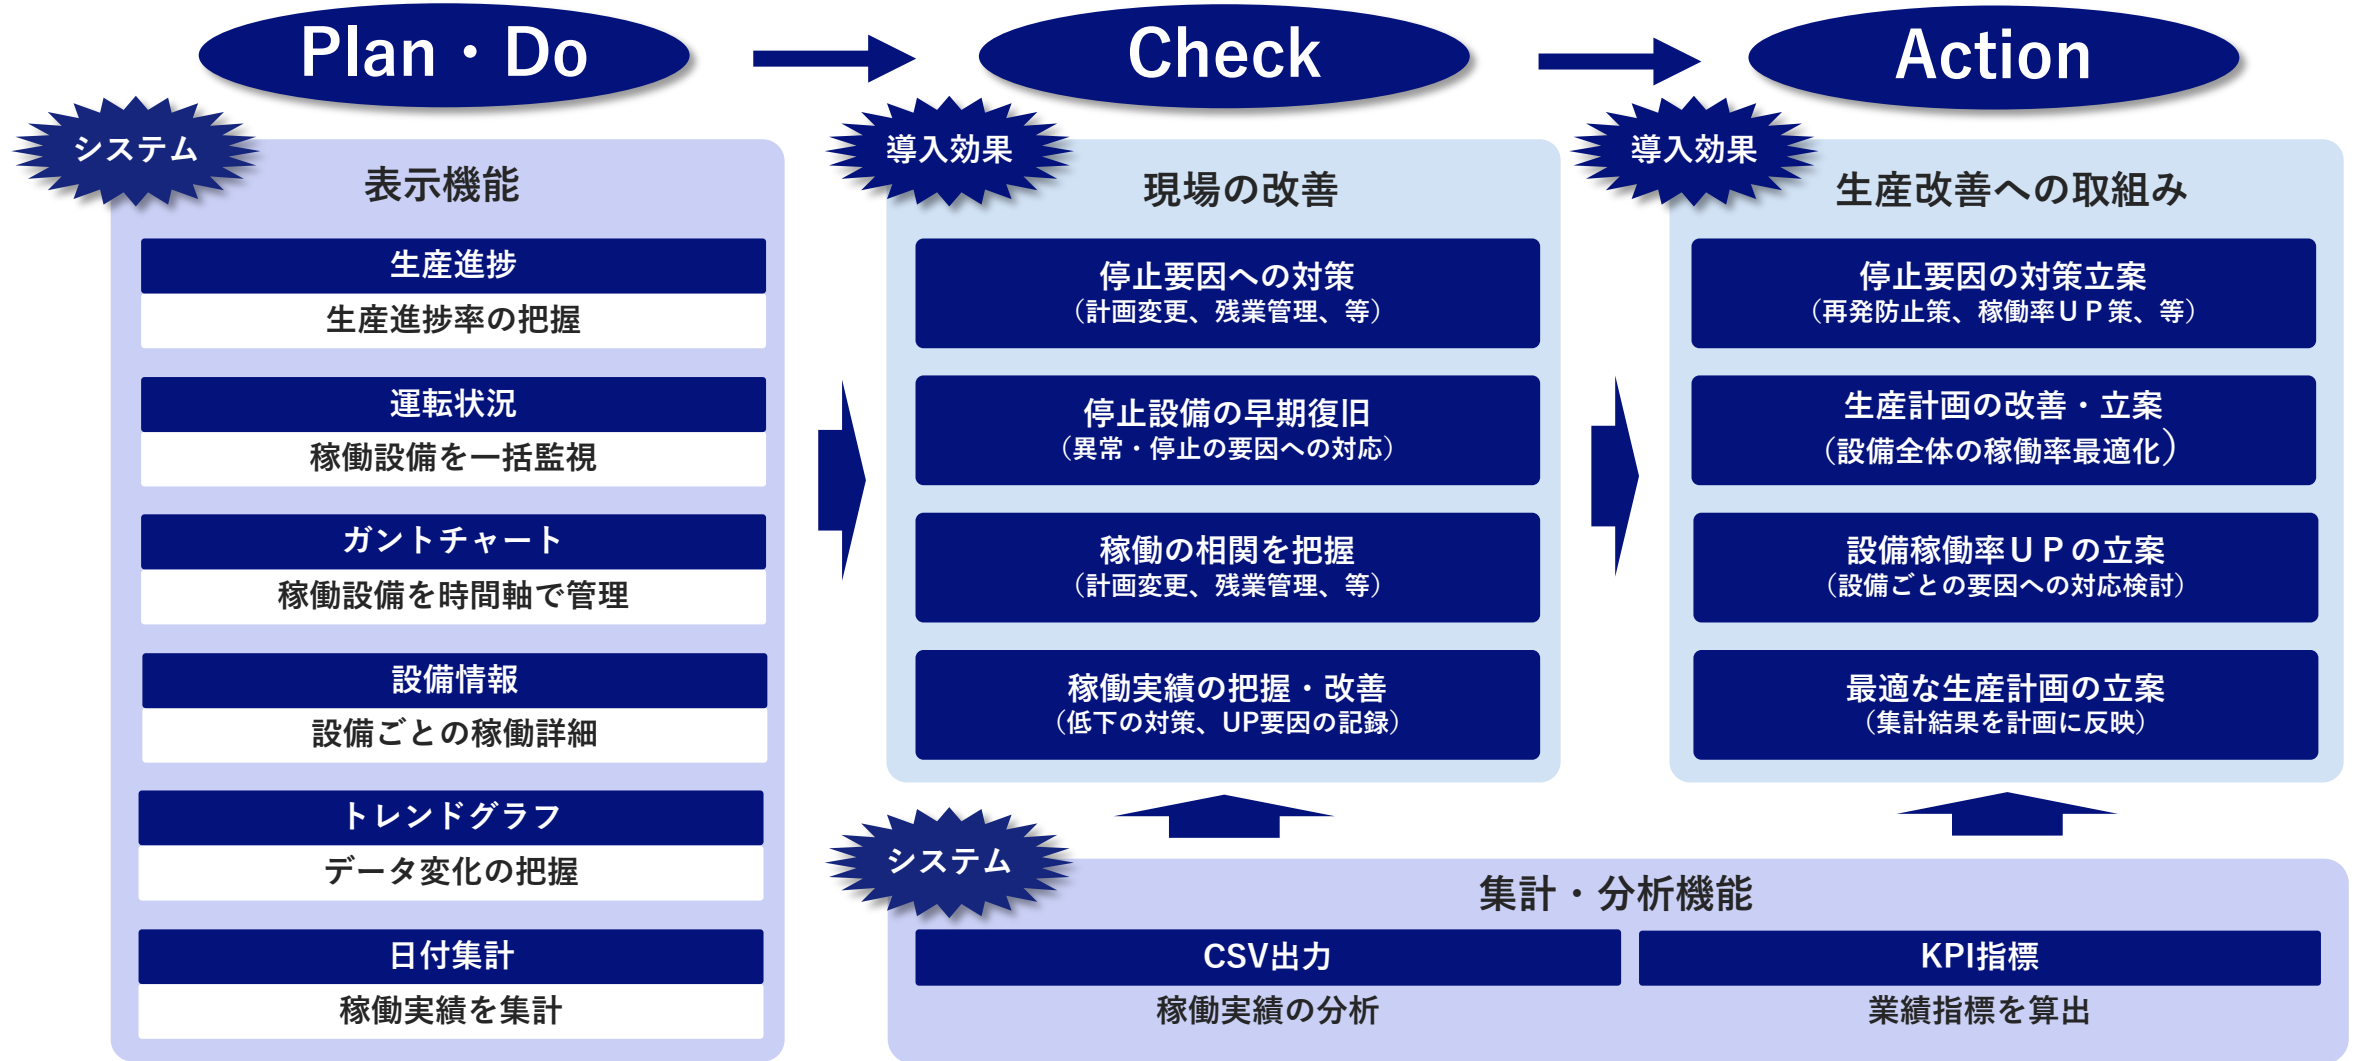 Plan・Do
Check
Action
システム
表示機能
生産進捗
生産進捗率の把握
運転状況
稼働設備を一括監視
ガントチャート
稼働設備を時間軸で管理
設備情報
設備ごとの稼働詳細
トレンドグラフ
データ変化の把握
日付集計
稼働実績を集計
導入効果
現場の改善
停止要因への対策
（計画変更、残業管理、等）
停止設備の早期復旧
（異常・停止の要因への対応）
稼働の相関を把握
（計画変更、残業管理、等）
稼働実績の把握・改善
（低下の対策、UP要因の記録）
導入効果
生産改善への取組み
停止要因の対策立案
（再発防止策、稼働率ＵＰ策、等）
生産計画の改善・立案
（設備全体の稼働率最適化）
設備稼働率ＵＰの立案
（設備ごとの要因への対応検討）
最適な生産計画の立案
（集計結果を計画に反映）
システム
集計・分析機能
CSV出力
稼働実績の分析
KPI指標
業績指標を算出